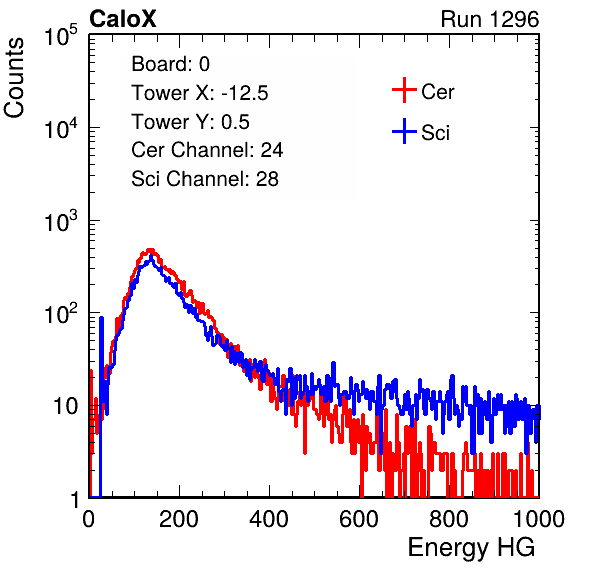 CaloX Run 1296
Counts
Board: 0
Tower X: -12.5
Tower Y: 0.5
Cer Channel: 24
Sci Channel: 28
Cer
Sci
10^5
10^4
10^3
10^2
10
1
0 200 400 600 800 1000
Energy HG